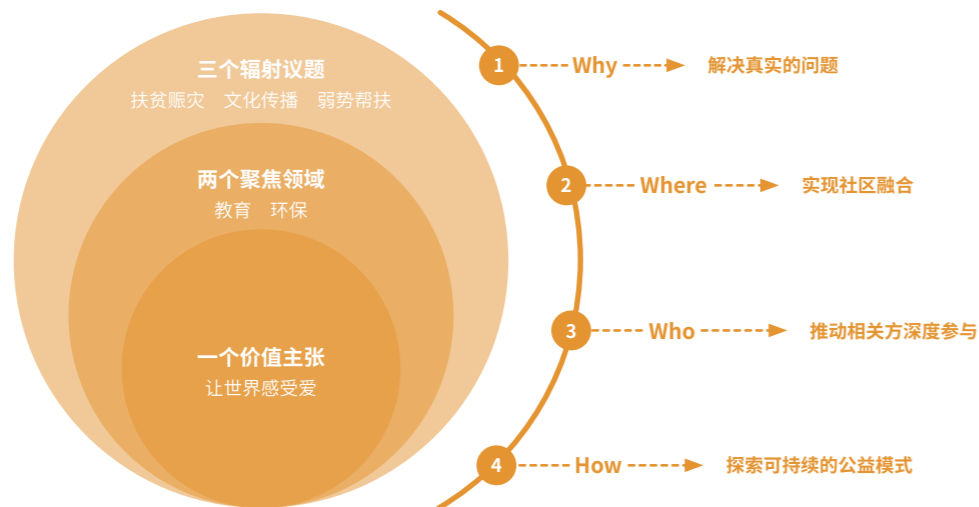 三个辐射议题
扶贫赈灾 文化传播 弱势帮扶
两个聚焦领域
教育 环保
一个价值主张
让世界感受爱
1 Why 解决真实的问题
2 Where 实现社区融合
3 Who 推动相关方深度参与
4 How 探索可持续的公益模式